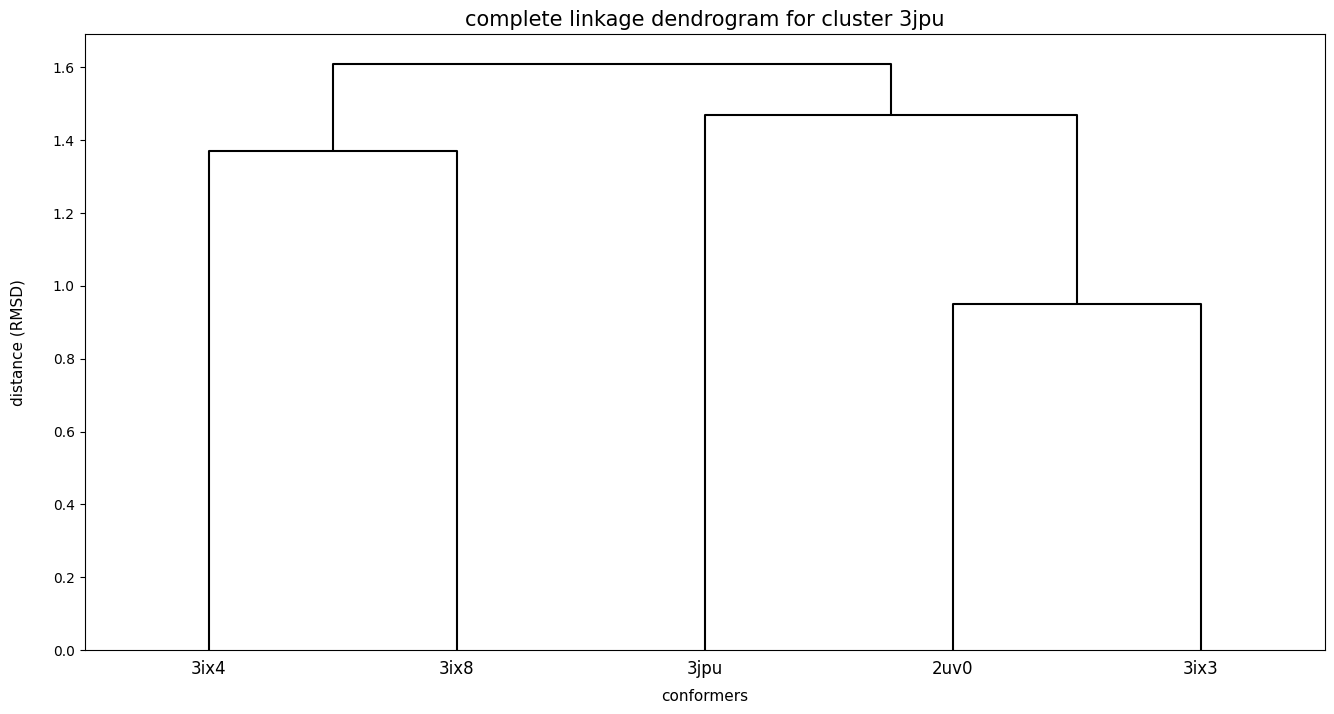 complete linkage dendrogram for cluster 3jpu
1.6
1.4
1.2
1.0
0.8
0.6
0.4
0.2
0.0
distance (RMSD)
3ix4 3ix8 3jpu 2uv0 3ix3
conformers